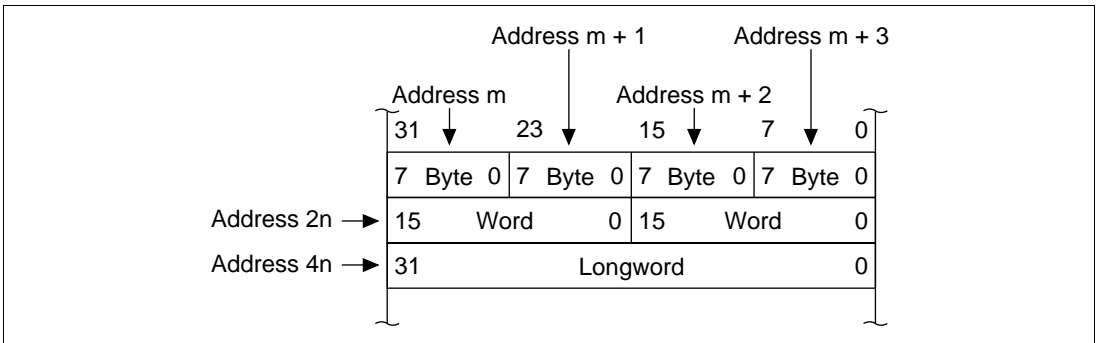 Address m + 1 Address m + 3
Address m Address m + 2
31 23 15 7 0
7 Byte 0 7 Byte 0 7 Byte 0 7 Byte 0
Address 2n 15 Word 0 15 Word 0
Address 4n 31 Longword 0